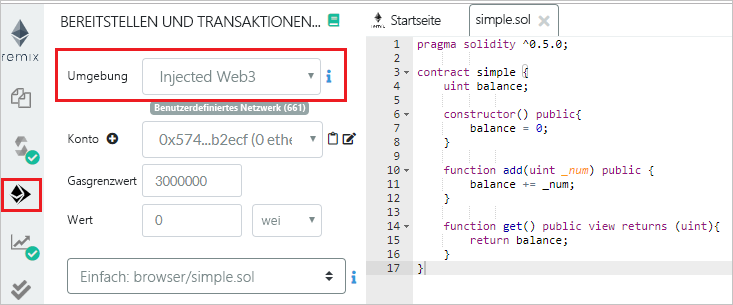 remix
BEREITSTELLEN UND TRANSAKTIONEN...
Umgebung
Injected Web3
i
Benutzerdefiniertes Netzwerk (661)
Konto
0x574...b2ecf (0 ethe
Gasgrenzwert
3000000
Wert
0
wei
Einfach: browser/simple.sol
i
remix Startseite
simple.sol
1 pragma solidity ^0.5.0;
2
3 contract simple {
4 uint balance;
5
6 constructor() public{
7 balance = 0;
8 }
9
10 function add(uint _num) public {
11 balance += _num;
12 }
13
14 function get() public view returns (uint){
15 return balance;
16 }
17 }